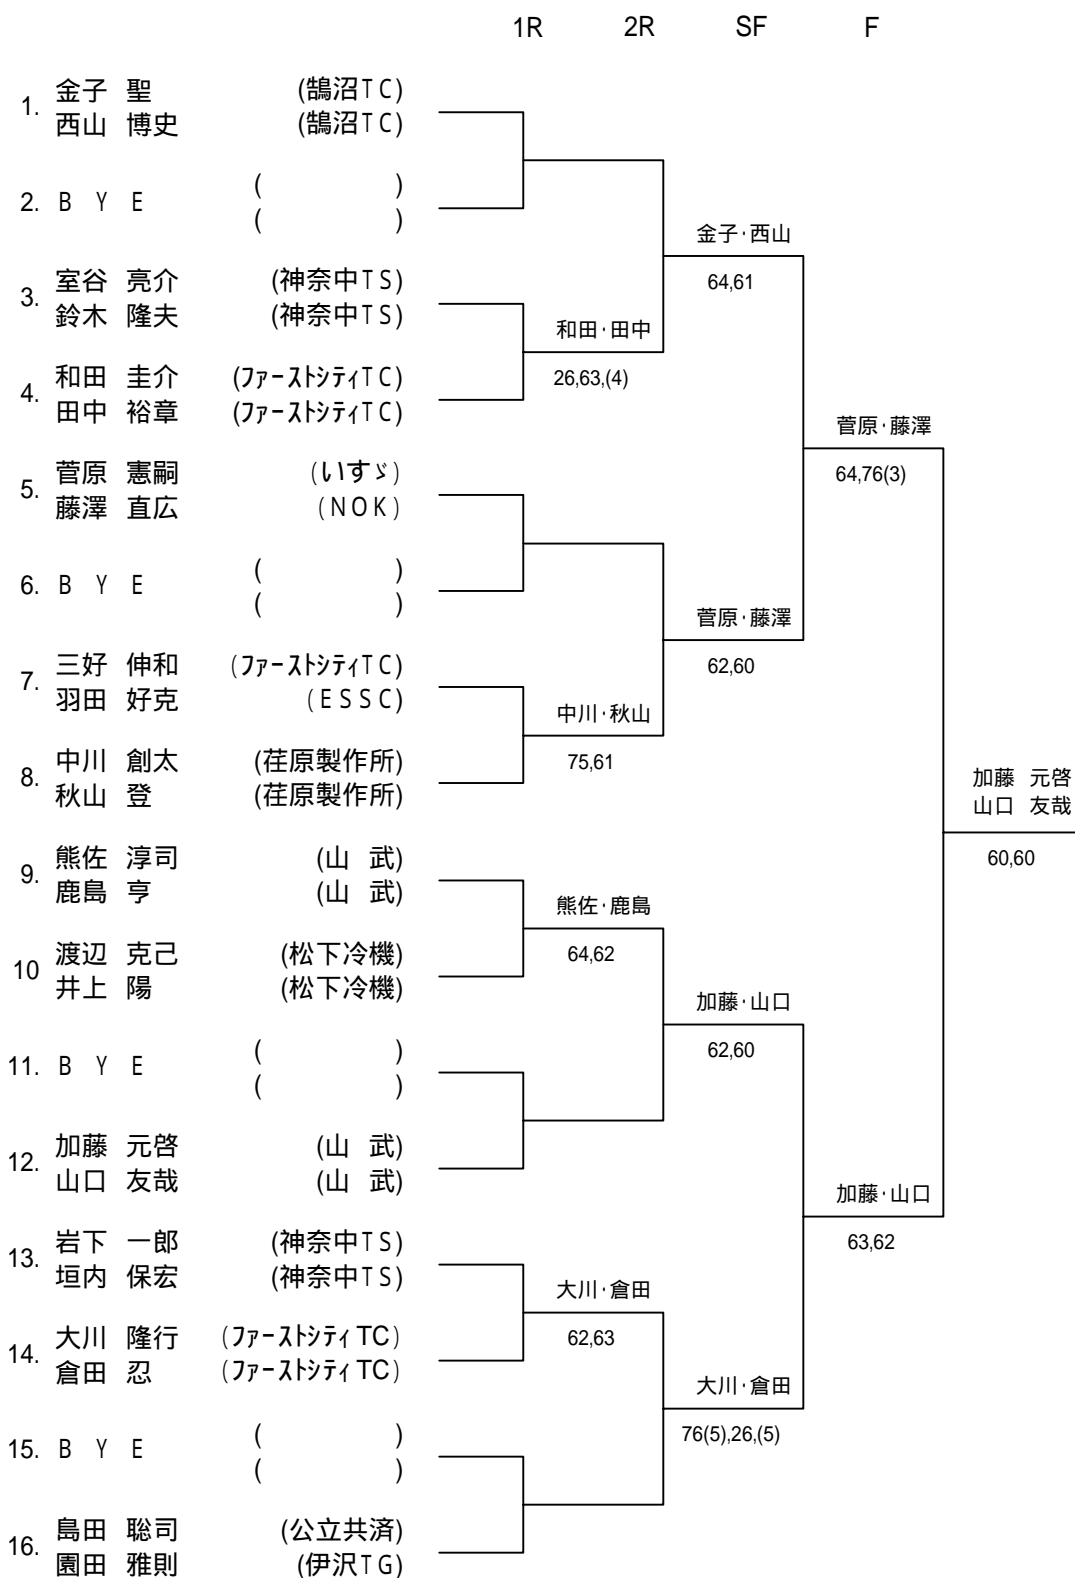 1R 2R SF F
1. 金子 聖 (鵠沼TC)
西山 博史 (鵠沼TC)
2. B Y E ( )
( )
金子·西山
64,61
3. 室谷 亮介 (神奈中TS)
鈴木 隆夫 (神奈中TS)
和田·田中
26,63,(4)
4. 和田 圭介 (ファーストシティTC)
田中 裕章 (ファーストシティTC)
菅原·藤澤
64,76(3)
5. 菅原 憲嗣 (いすゞ)
藤澤 直広 (NOK)
6. B Y E ( )
( )
菅原·藤澤
62,60
7. 三好 伸和 (ファーストシティTC)
羽田 好克 (ESSC)
中川·秋山
75,61
8. 中川 創太 (荏原製作所)
秋山 登 (荏原製作所)
加藤 元啓
山口 友哉
60,60
9. 熊佐 淳司 (山 武)
鹿島 亨 (山 武)
熊佐·鹿島
64,62
10 渡辺 克己 (松下冷機)
井上 陽 (松下冷機)
加藤·山口
62,60
11. B Y E ( )
( )
12. 加藤 元啓 (山 武)
山口 友哉 (山 武)
加藤·山口
63,62
13. 岩下 一郎 (神奈中TS)
垣内 保宏 (神奈中TS)
大川·倉田
62,63
14. 大川 隆行 (ファーストシティTC)
倉田 忍 (ファーストシティTC)
大川·倉田
76(5),26,(5)
15. B Y E ( )
( )
16. 島田 聡司 (公立共済)
園田 雅則 (伊沢TG)